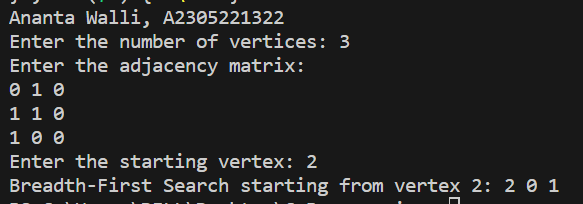 Ananta Walli, A2305221322
Enter the number of vertices: 3
Enter the adjacency matrix:
0 1 0
1 1 0
1 0 0
Enter the starting vertex: 2
Breadth-First Search starting from vertex 2: 2 0 1